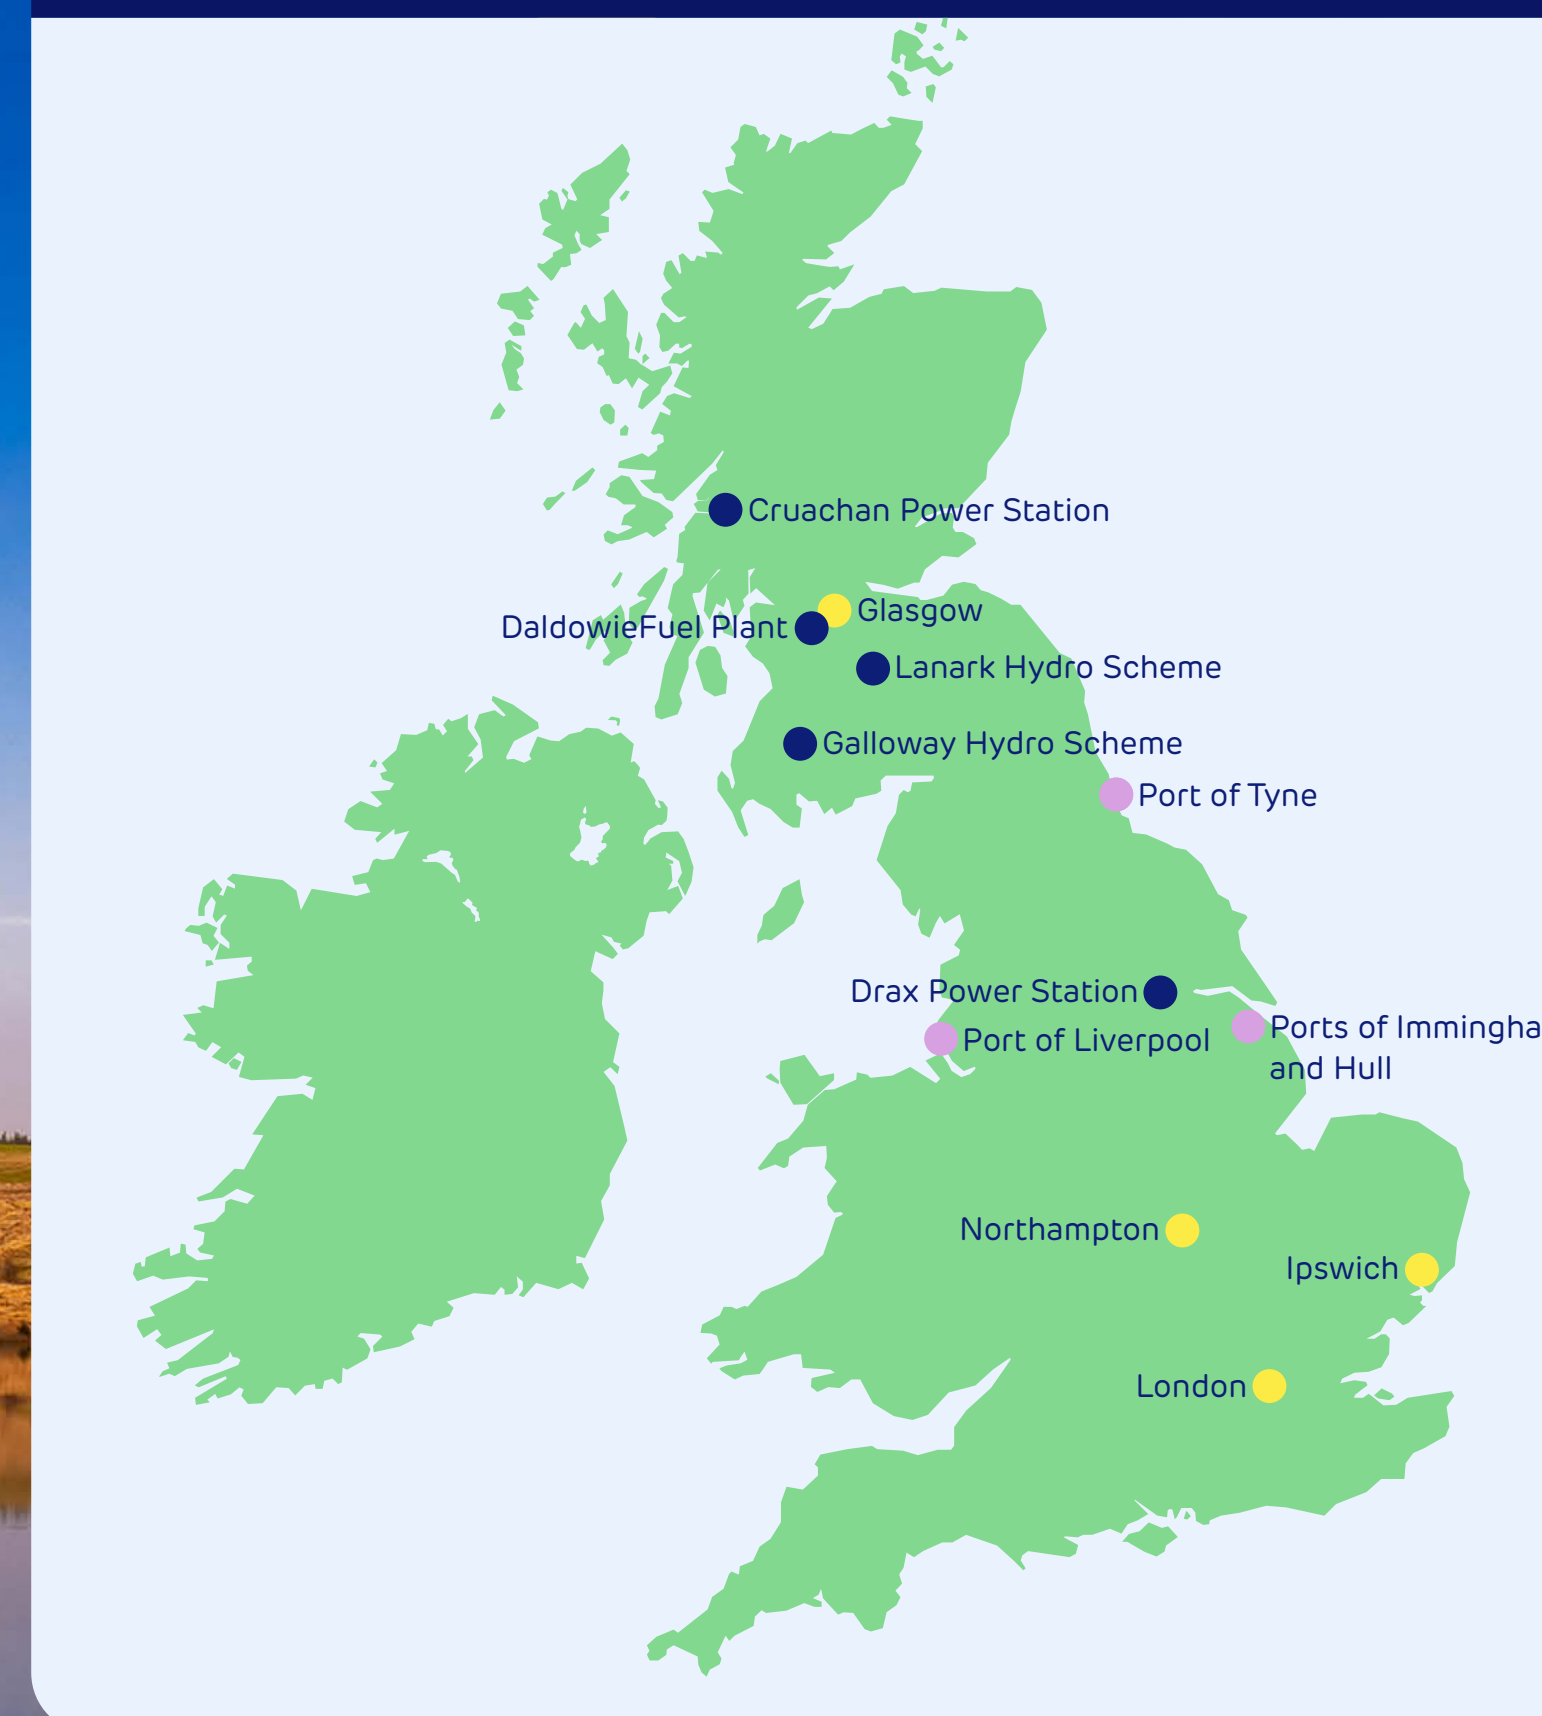 Cruachan Power Station
Glasgow
DaldowieFuel Plant
Lanark Hydro Scheme
Galloway Hydro Scheme
Port of Tyne
Drax Power Station
Ports of Immingha
and Hull
Port of Liverpool
Northampton
Ipswich
London